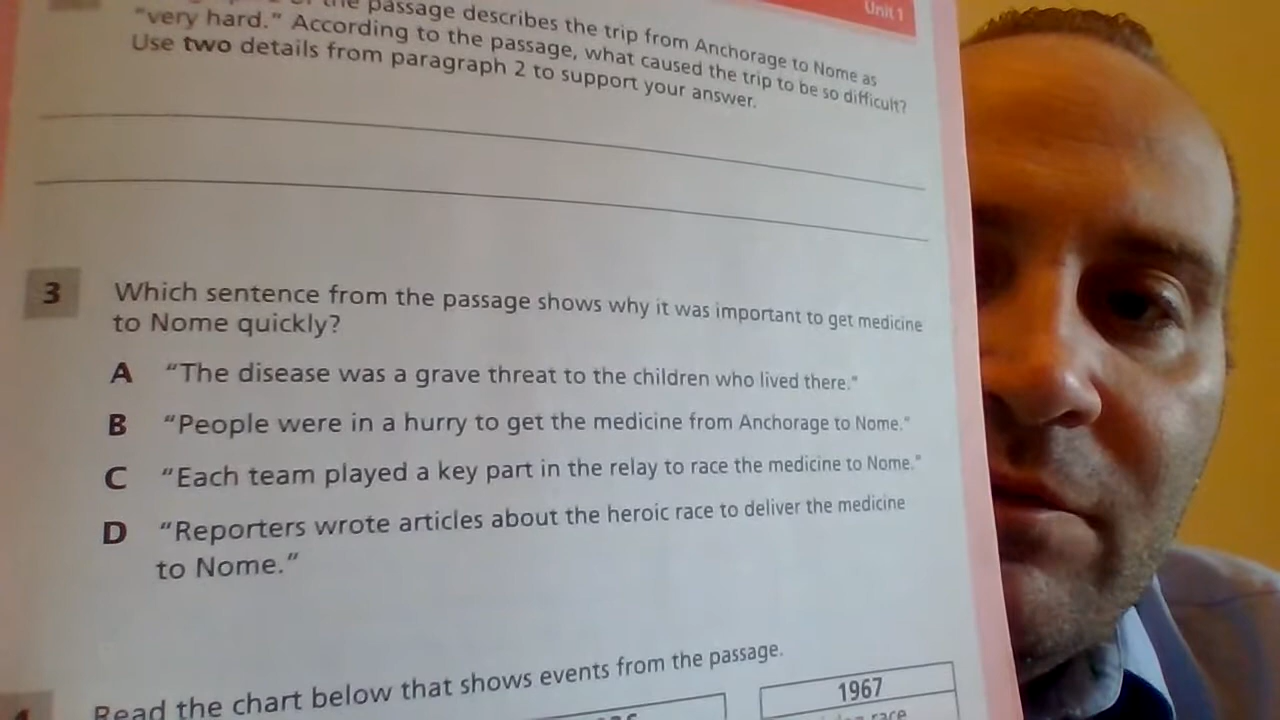 Unit 1
the passage describes the trip from Anchorage to Nome as
"very hard." According to the passage, what caused the trip to be so difficult?
Use two details from paragraph 2 to support your answer.
3 Which sentence from the passage shows why it was important to get medicine
to Nome quickly?
A "The disease was a grave threat to the children who lived there."
B "People were in a hurry to get the medicine from Anchorage to Nome."
C "Each team played a key part in the relay to race the medicine to Nome."
D "Reporters wrote articles about the heroic race to deliver the medicine
to Nome."
Read the chart below that shows events from the passage.
1967
race